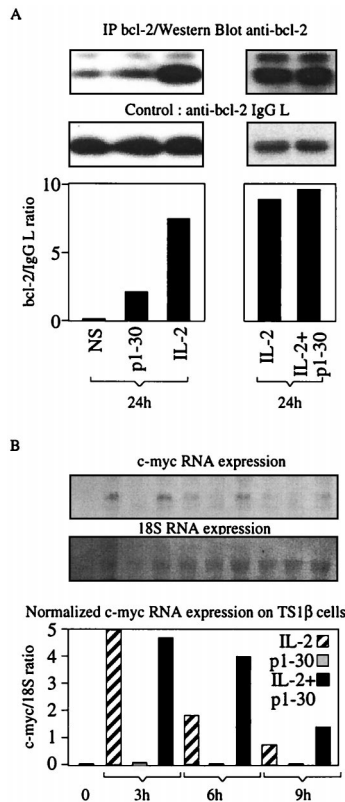 A
IP bcl-2/Western Blot anti-bcl-2
Control : anti-bcl-2 IgG L
bcl-2/IgG L ratio
10
5
0
NS
p1-30
IL-2
24h
IL-2
IL-2+
p1-30
24h
B
c-myc RNA expression
18S RNA expression
Normalized c-myc RNA expression on TS1β cells
c-myc/18S ratio
5
4
3
2
1
0
IL-2
p1-30
IL-2+
p1-30
0
3h
6h
9h